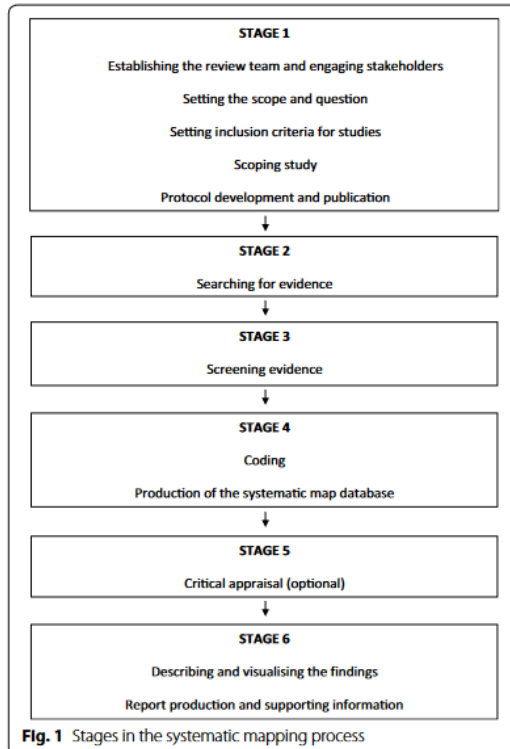 STAGE 1
Establishing the review team and engaging stakeholders
Setting the scope and question
Setting inclusion criteria for studies
Scoping study
Protocol development and publication
STAGE 2
Searching for evidence
STAGE 3
Screening evidence
STAGE 4
Coding
Production of the systematic map database
STAGE 5
Critical appraisal (optional)
STAGE 6
Describing and visualising the findings
Report production and supporting information
Fig. 1 Stages in the systematic mapping process